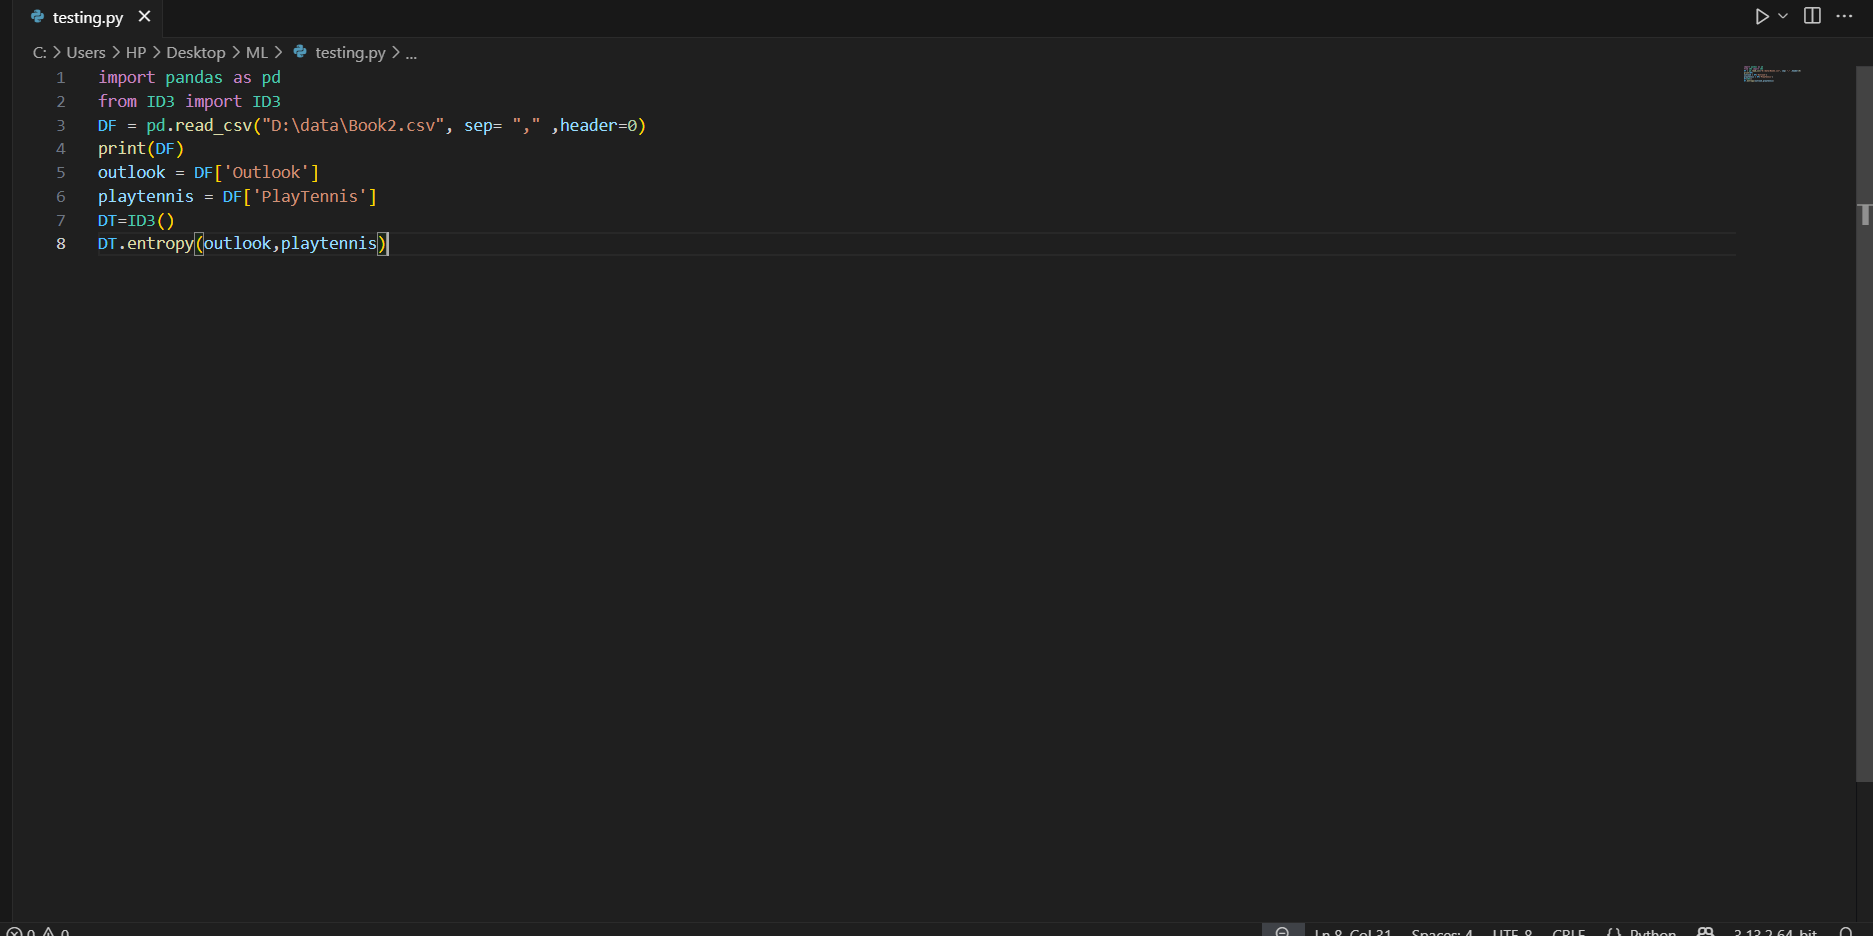 testing.py
C: > Users > HP > Desktop > ML > testing.py > ...
1 import pandas as pd
2 from ID3 import ID3
3 DF = pd.read_csv("D:\data\Book2.csv", sep= "," ,header=0)
4 print(DF)
5 outlook = DF['Outlook']
6 playtennis = DF['PlayTennis']
7 DT=ID3()
8 DT.entropy(outlook,playtennis)
0 0 Ln 8, Col 31 Spaces: 4 UTF-8 CRLF {} Python 3.13.2 64-bit